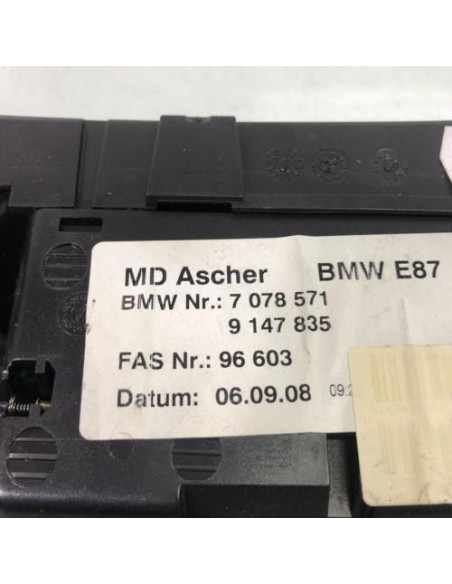 MD Ascher BMW E87
BMW Nr.: 7 078 571
9 147 835
FAS Nr.: 96 603
Datum: 06.09.08